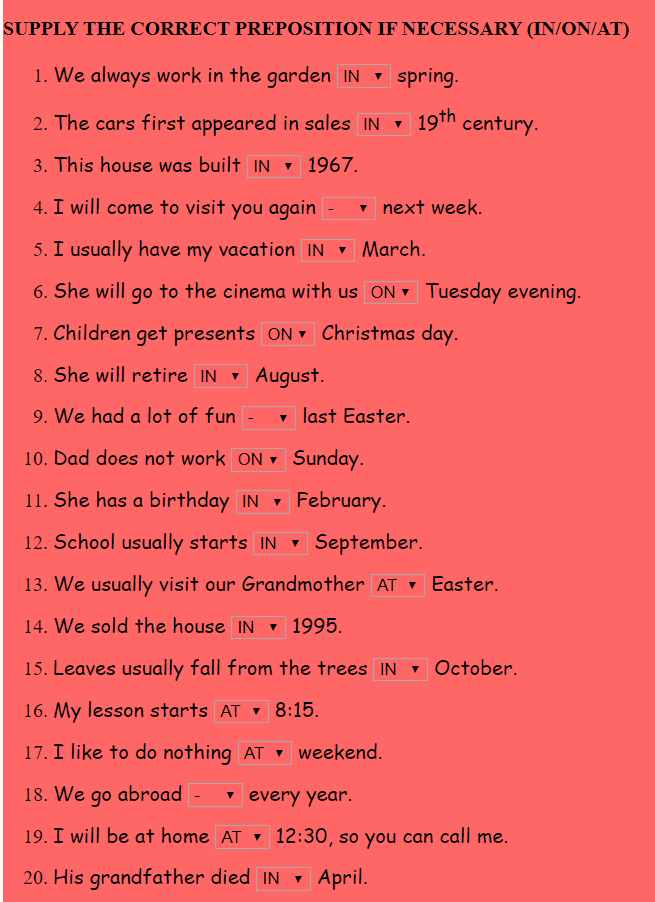 SUPPLY THE CORRECT PREPOSITION IF NECESSARY (IN/ON/AT)
1. We always work in the garden IN spring.
2. The cars first appeared in sales IN 19th century.
3. This house was built IN 1967.
4. I will come to visit you again - next week.
5. I usually have my vacation IN March.
6. She will go to the cinema with us ON Tuesday evening.
7. Children get presents ON Christmas day.
8. She will retire IN August.
9. We had a lot of fun - last Easter.
10. Dad does not work ON Sunday.
11. She has a birthday IN February.
12. School usually starts IN September.
13. We usually visit our Grandmother AT Easter.
14. We sold the house IN 1995.
15. Leaves usually fall from the trees IN October.
16. My lesson starts AT 8:15.
17. I like to do nothing AT weekend.
18. We go abroad - every year.
19. I will be at home AT 12:30, so you can call me.
20. His grandfather died IN April.